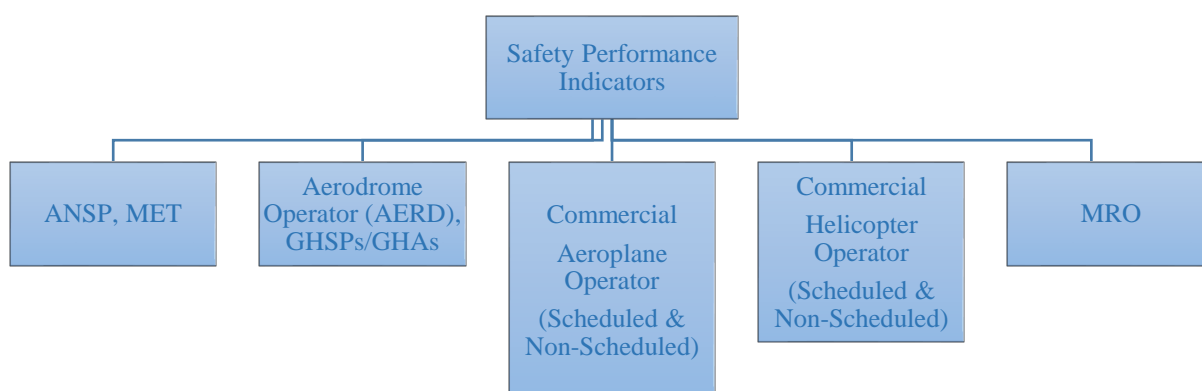 Safety Performance
Indicators
ANSP, MET
Aerodrome
Operator (AERD),
GHSPs/GHAs
Commercial
Aeroplane
Operator
(Scheduled &
Non-Scheduled)
Commercial
Helicopter
Operator
(Scheduled &
Non-Scheduled)
MRO